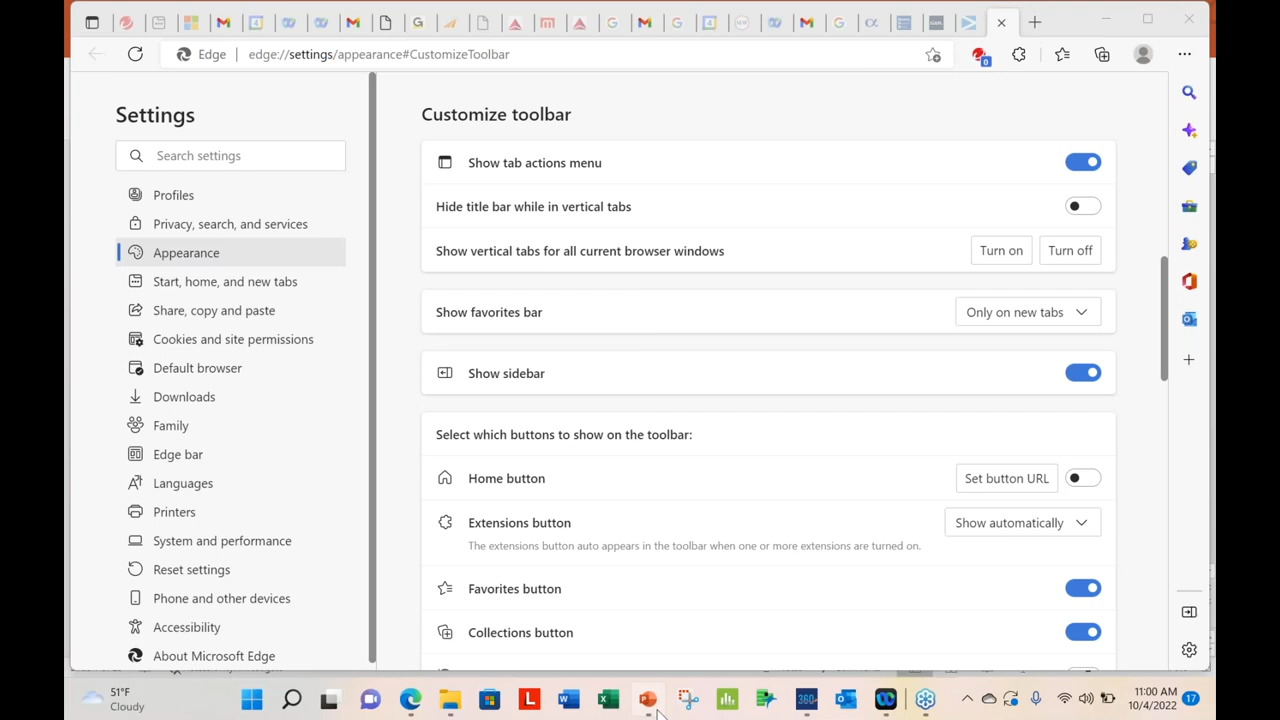 Edge
edge://settings/appearance#CustomizeToolbar
0
Settings
Search settings
Profiles
Privacy, search, and services
Appearance
Start, home, and new tabs
Share, copy and paste
Cookies and site permissions
Default browser
Downloads
Family
Edge bar
Languages
Printers
System and performance
Reset settings
Phone and other devices
Accessibility
About Microsoft Edge
Customize toolbar
Show tab actions menu
Hide title bar while in vertical tabs
Show vertical tabs for all current browser windows
Turn on
Turn off
Show favorites bar
Only on new tabs
Show sidebar
Select which buttons to show on the toolbar:
Home button
Set button URL
Extensions button
Show automatically
The extensions button auto appears in the toolbar when one or more extensions are turned on.
Favorites button
Collections button
51°F
Cloudy
360
11:00 AM
10/4/2022
17